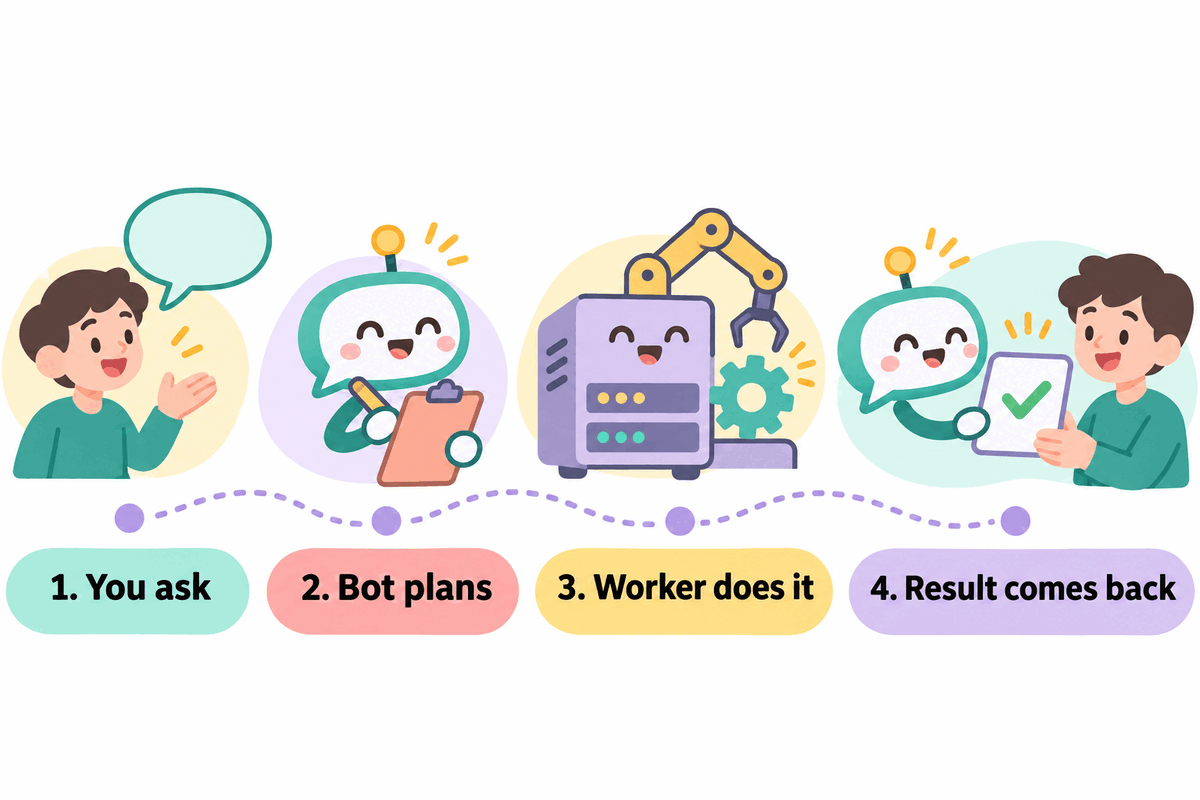 1. You ask
2. Bot plans
3. Worker does it
4. Result comes back